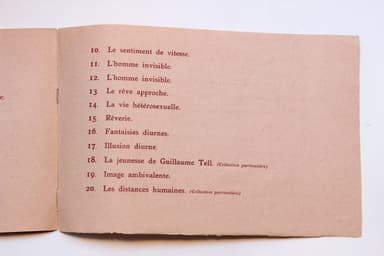 e.
10. Le sentiment de vitesse.
11. L'homme invisible.
12. L'homme invisible.
13. Le rêve approche.
14. La vie hétérosexuelle.
15. Rêverie.
16. Fantaisies diurnes.
17. Illusion diurne.
18. La jeunesse de Guillaume Tell. (Collection particulière)
19. Image ambivalente.
20. Les distances humaines. (Collection particulière)